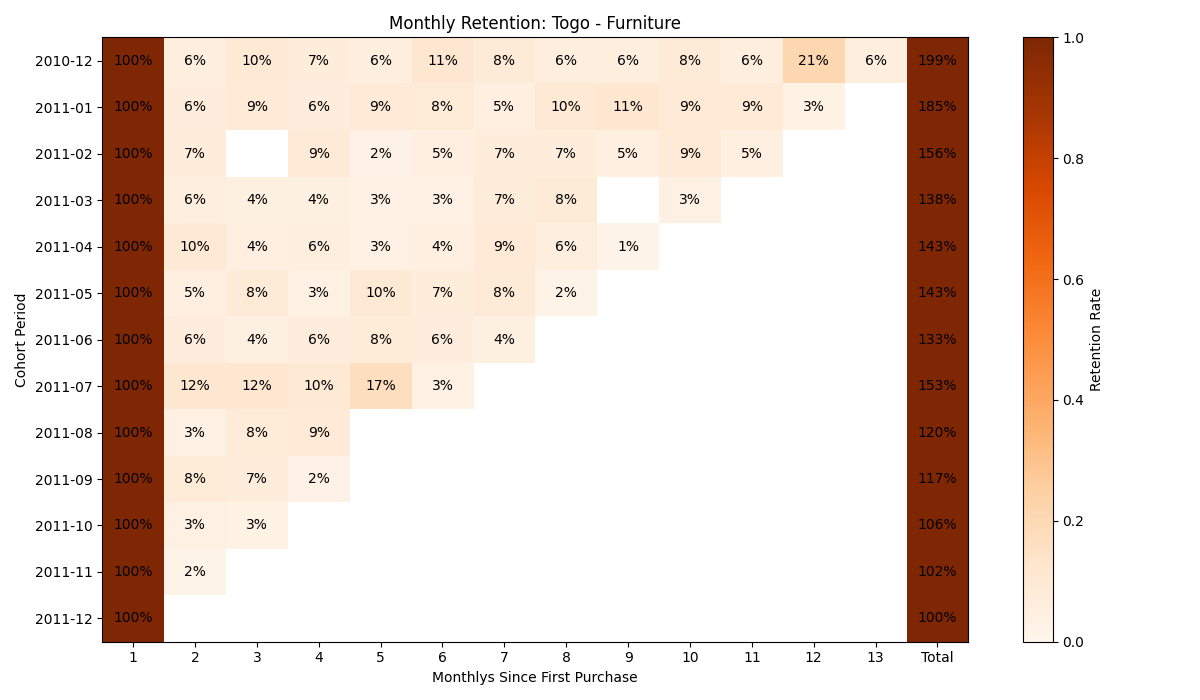 Monthly Retention: Togo - Furniture
2010-12 100% 6% 10% 7% 6% 11% 8% 6% 6% 8% 6% 21% 6% 199%
2011-01 100% 6% 9% 6% 9% 8% 5% 10% 11% 9% 9% 3% 185%
2011-02 100% 7% 9% 2% 5% 7% 7% 5% 9% 5% 156%
2011-03 100% 6% 4% 4% 3% 3% 7% 8% 3% 138%
2011-04 100% 10% 4% 6% 3% 4% 9% 6% 1% 143%
2011-05 100% 5% 8% 3% 10% 7% 8% 2% 143%
2011-06 100% 6% 4% 6% 8% 6% 4% 133%
2011-07 100% 12% 12% 10% 17% 3% 153%
2011-08 100% 3% 8% 9% 120%
2011-09 100% 8% 7% 2% 117%
2011-10 100% 3% 3% 106%
2011-11 100% 2% 102%
2011-12 100% 100%
1 2 3 4 5 6 7 8 9 10 11 12 13 Total
Monthlys Since First Purchase
Cohort Period
1.0
0.8
0.6
0.4
0.2
0.0
Retention Rate